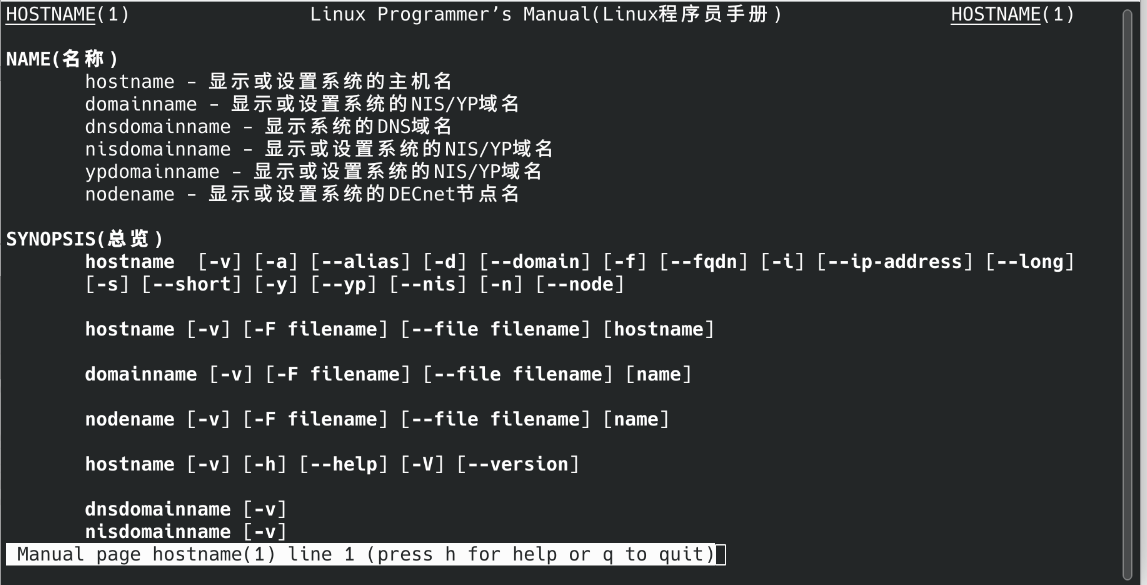 HOSTNAME(1) Linux Programmer’s Manual(Linux程序员手册) HOSTNAME(1)
NAME(名称)
hostname - 显示或设置系统的主机名
domainname - 显示或设置系统的NIS/YP域名
dnsdomainname - 显示系统的DNS域名
nisdomainname - 显示或设置系统的NIS/YP域名
ypdomainname - 显示或设置系统的NIS/YP域名
nodename - 显示或设置系统的DECnet节点名
SYNOPSIS(总览)
hostname [-v] [-a] [--alias] [-d] [--domain] [-f] [--fqdn] [-i] [--ip-address] [--long]
[-s] [--short] [-y] [--yp] [--nis] [-n] [--node]
hostname [-v] [-F filename] [--file filename] [hostname]
domainname [-v] [-F filename] [--file filename] [name]
nodename [-v] [-F filename] [--file filename] [name]
hostname [-v] [-h] [--help] [-V] [--version]
dnsdomainname [-v]
nisdomainname [-v]
Manual page hostname(1) line 1 (press h for help or q to quit)